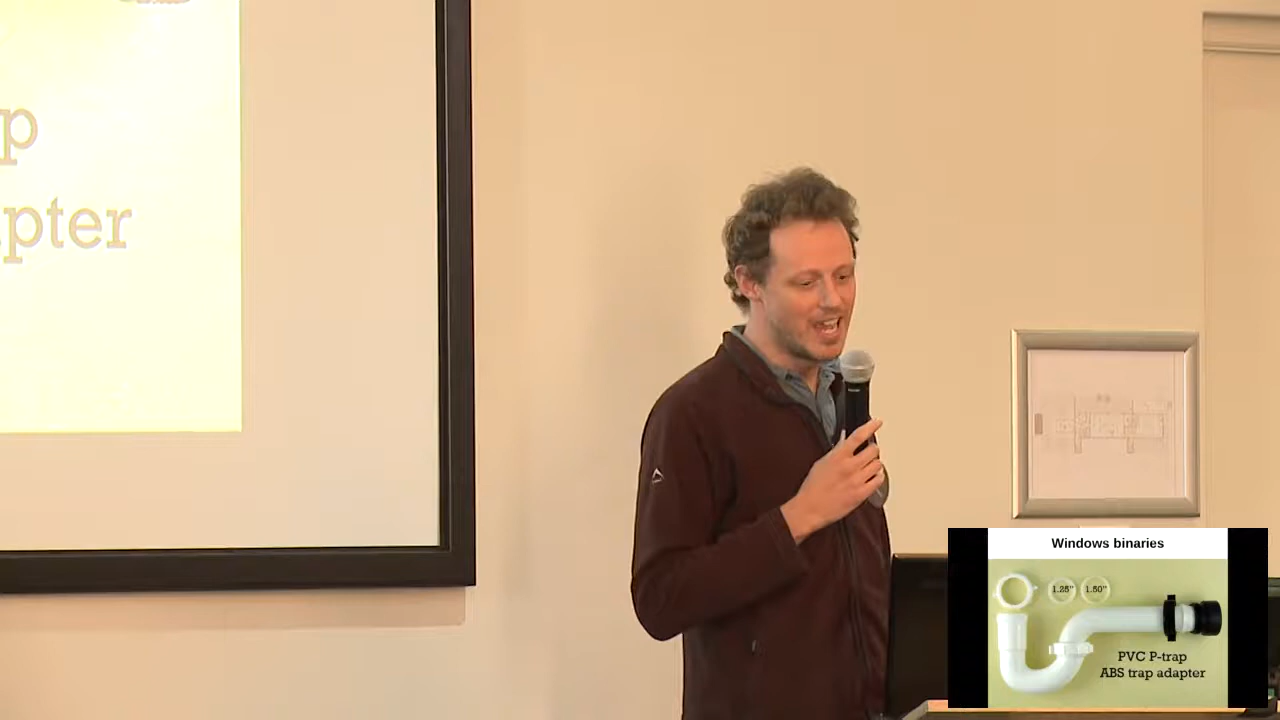 p
pter
Windows binaries
1.25"
1.50"
PVC P-trap
ABS trap adapter